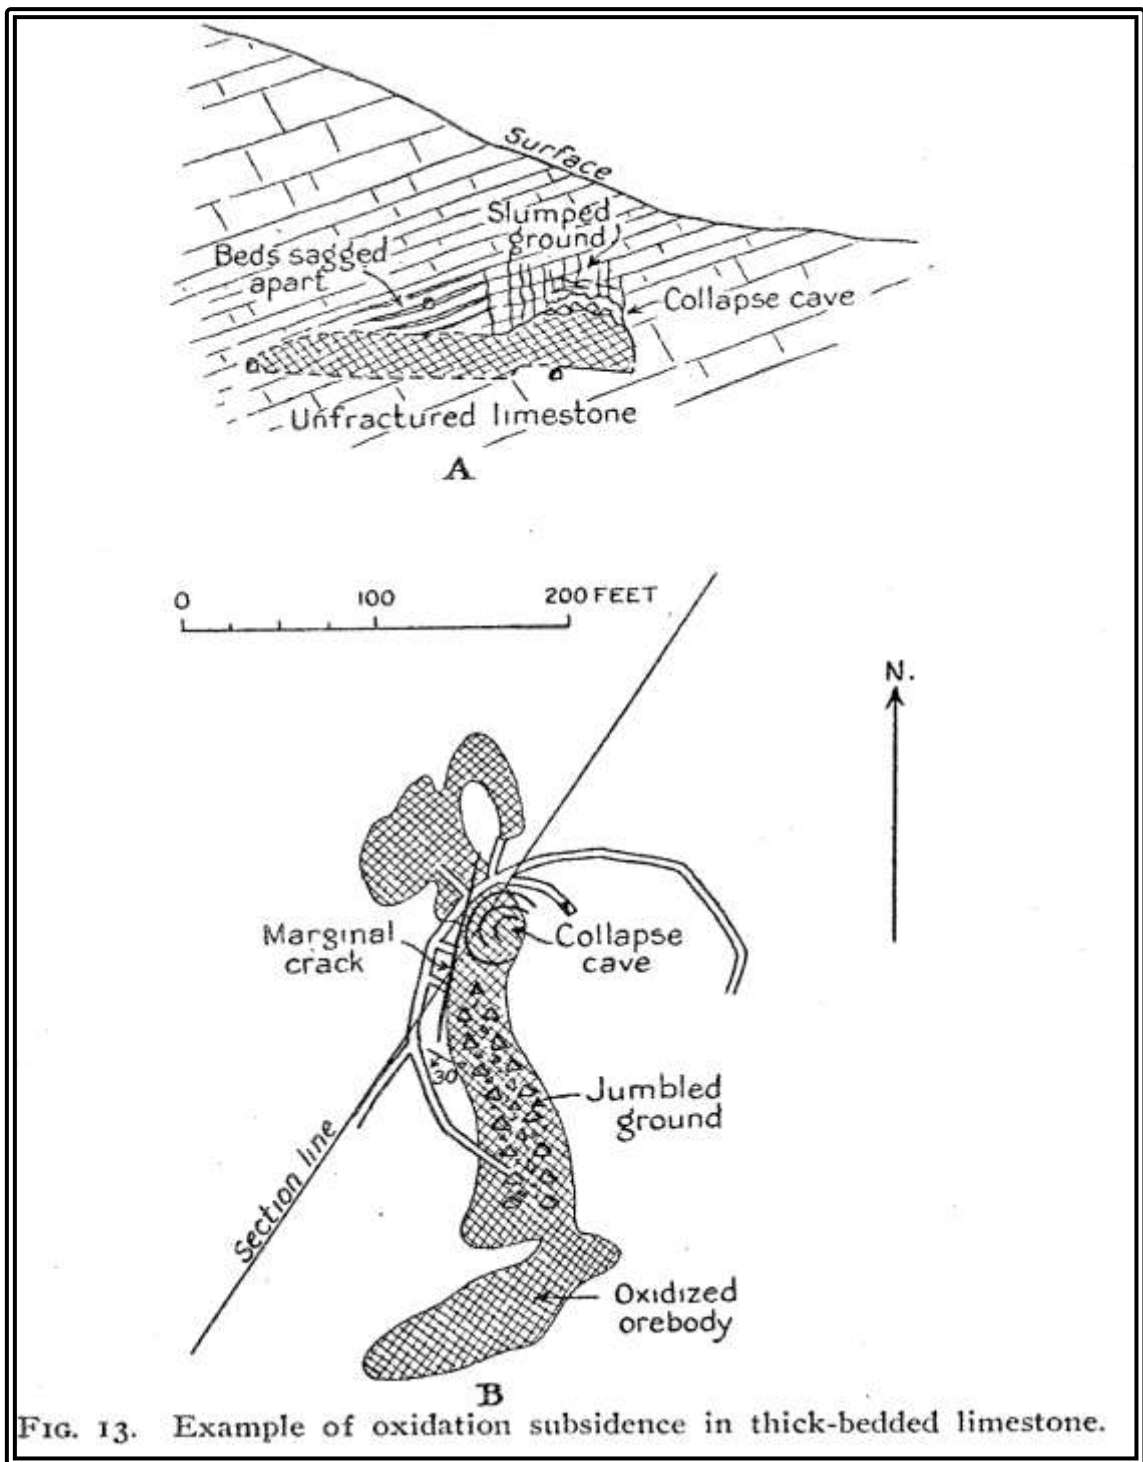 Surface
Slumped
ground
Beds sagged
apart
Collapse cave
Unfractured limestone
A
0 100 200 FEET
N.
Marginal
crack
Collapse
cave
30
Jumbled
ground
section line
Oxidized
orebody
B
FIG. 13. Example of oxidation subsidence in thick-bedded limestone.